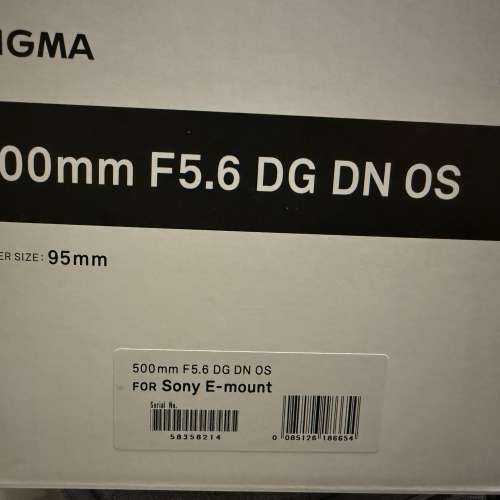 IGMA
00mm F5.6 DG DN OS
ER SIZE: 95mm
500mm F5.6 DG DN OS
FOR Sony E-mount
Serial No.
58358214
0 085126 186654